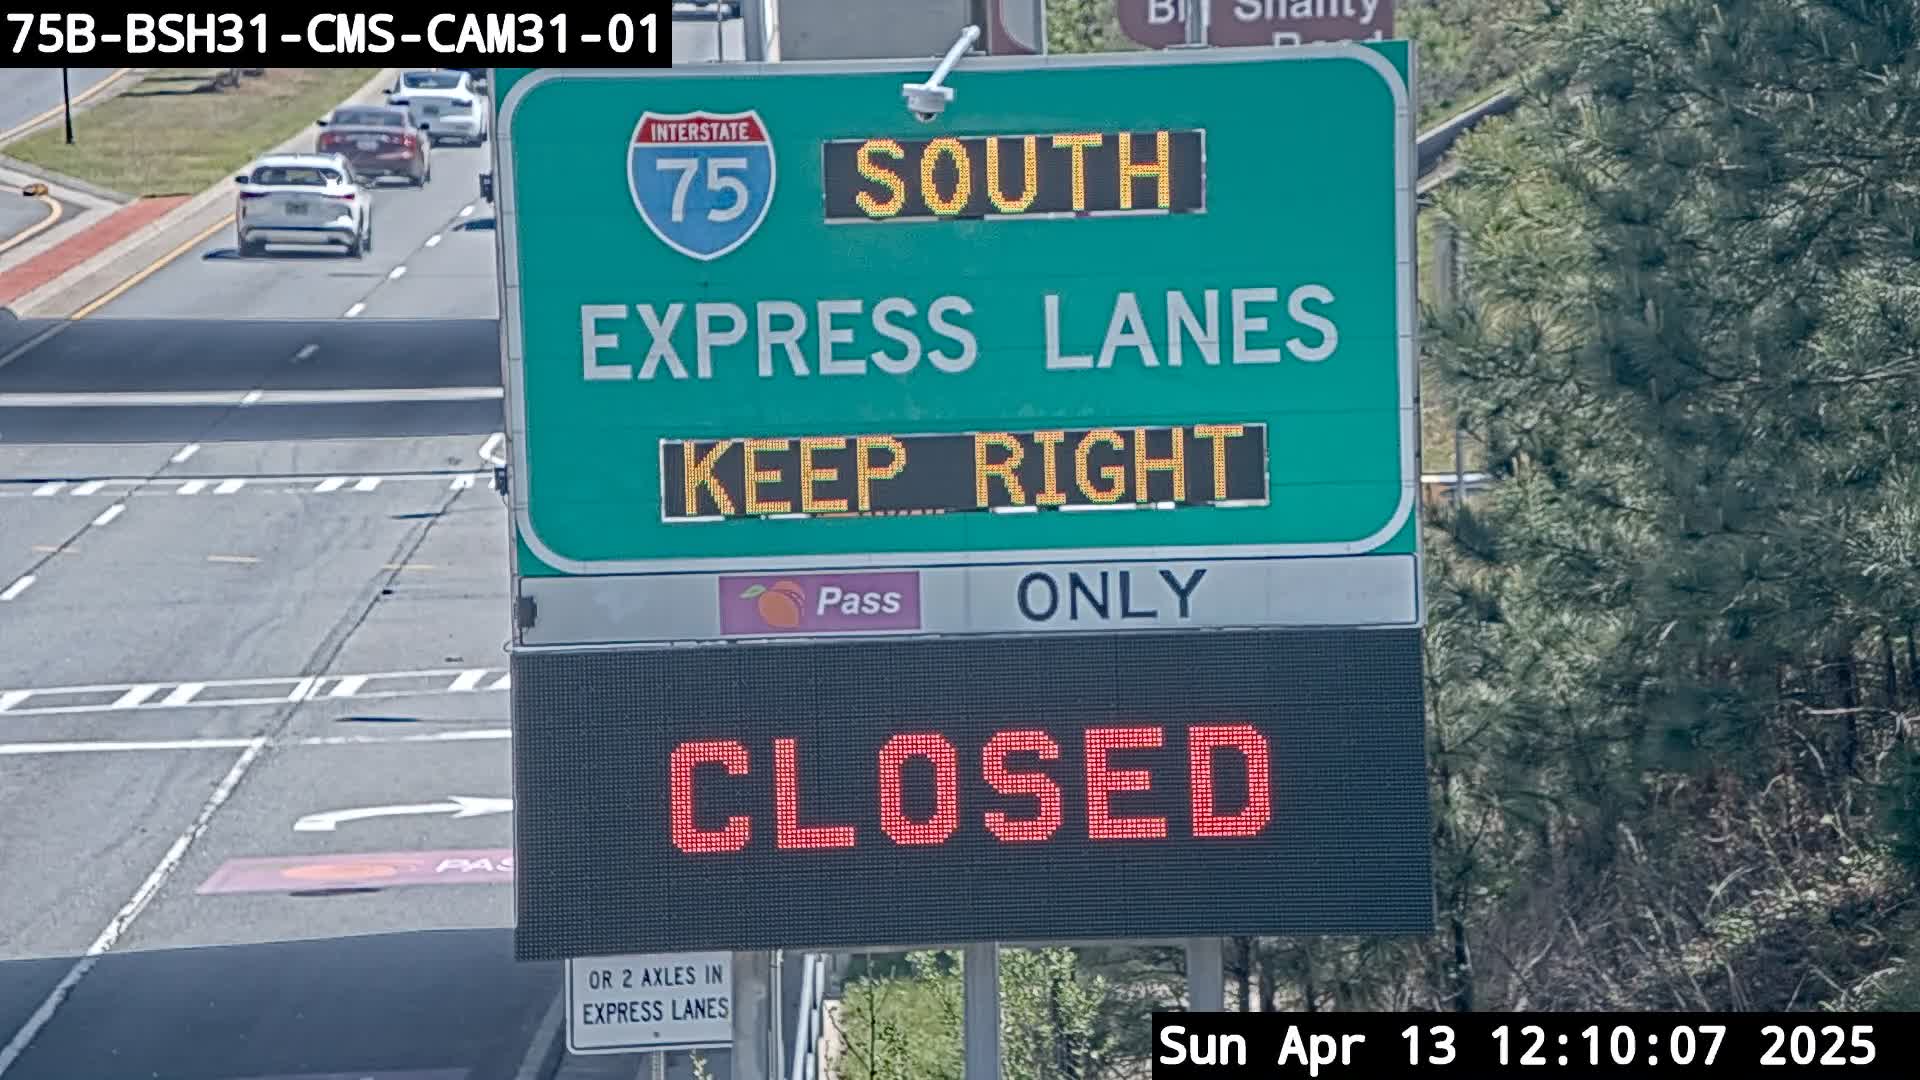 75B-BSH31-CMS-CAM31-01
Shanty
INTERSTATE
75
SOUTH
EXPRESS LANES
KEEP RIGHT
Pass
ONLY
CLOSED
OR 2 AXLES IN
EXPRESS LANES
Sun Apr 13 12:10:07 2025